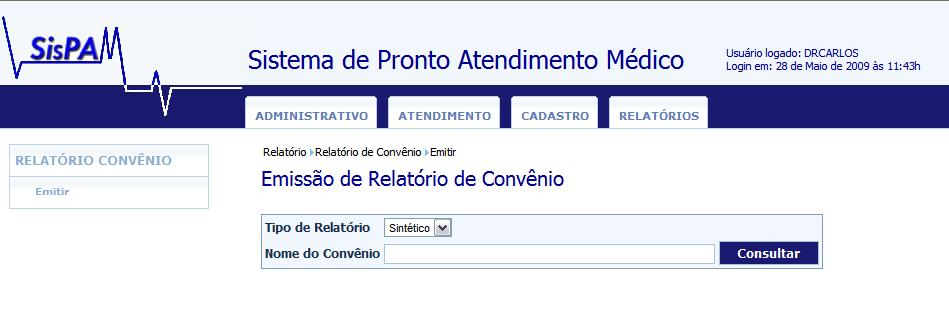 SisPA
Sistema de Pronto Atendimento Médico
Usuário logado: DRCARLOS
Login em: 28 de Maio de 2009 às 11:43h
ADMINISTRATIVO ATENDIMENTO CADASTRO RELATÓRIOS
RELATÓRIO CONVÊNIO
Emitir
Relatório Relatório de Convênio Emitir
Emissão de Relatório de Convênio
Tipo de Relatório Sintético
Nome do Convênio Consultar